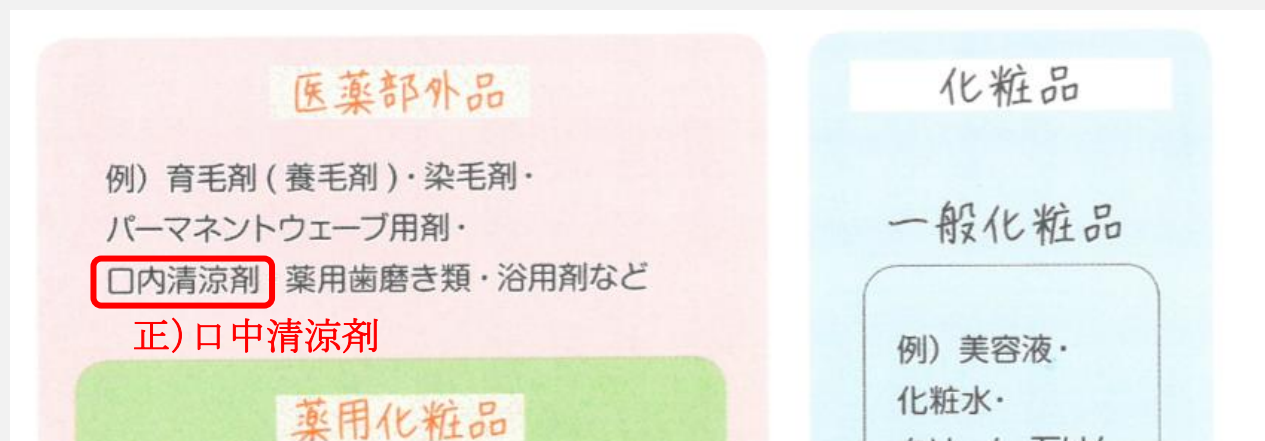 医薬部外品
例）育毛剤(養毛剤)・染毛剤・
パーマネントウェーブ用剤・
口内清涼剤 薬用歯磨き類・浴用剤など
正）口中清涼剤
薬用化粧品
化粧品
一般化粧品
例）美容液・
化粧水・